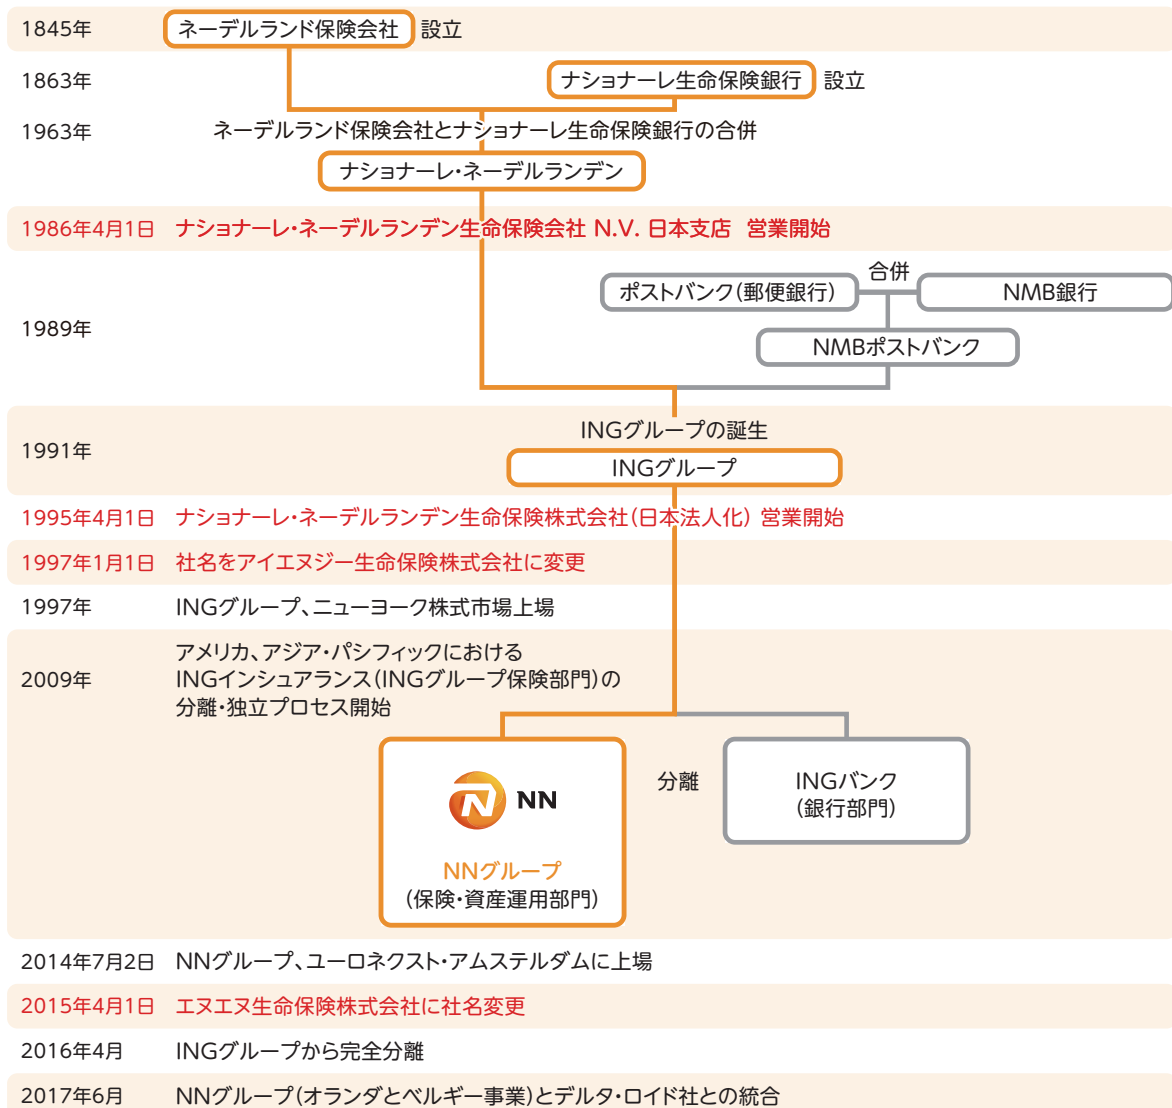 1845年 ネーデルランド保険会社 設立
1863年 ナショナーレ生命保険銀行 設立
1963年 ネーデルランド保険会社とナショナーレ生命保険銀行の合併
ナショナーレ・ネーデルランデン
1986年4月1日 ナショナーレ・ネーデルランデン生命保険会社 N.V. 日本支店 営業開始
合併
ポストバンク(郵便銀行) NMB銀行
1989年
NMBポストバンク
INGグループの誕生
1991年
INGグループ
1995年4月1日 ナショナーレ・ネーデルランデン生命保険株式会社(日本法人化) 営業開始
1997年1月1日 社名をアイエヌジー生命保険株式会社に変更
1997年 INGグループ、ニューヨーク株式市場上場
アメリカ、アジア・パシフィックにおける
2009年 INGインシュアランス(INGグループ保険部門)の
分離・独立プロセス開始
分離
NN
NNグループ
(保険・資産運用部門)
INGバンク
(銀行部門)
2014年7月2日 NNグループ、ユーロネクスト・アムステルダムに上場
2015年4月1日 エヌエヌ生命保険株式会社に社名変更
2016年4月 INGグループから完全分離
2017年6月 NNグループ(オランダとベルギー事業)とデルタ・ロイド社との統合